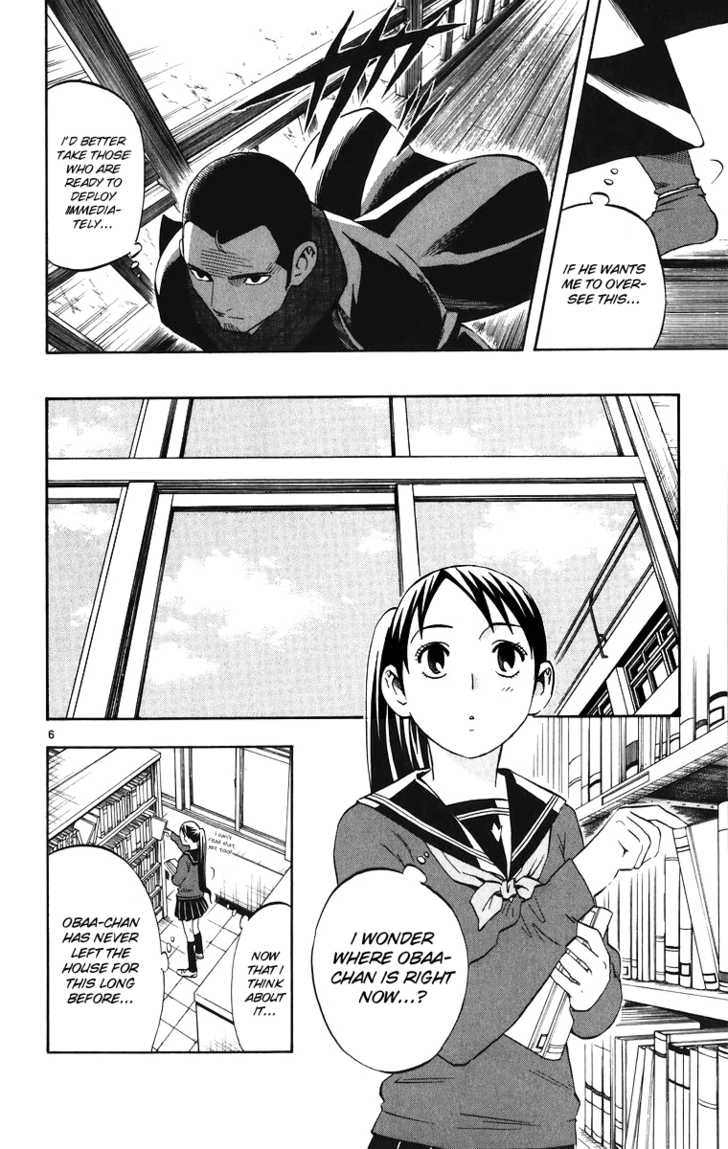 IF HE WANTS
ME TO OVER-
SEE THIS...
I'D BETTER
TAKE THOSE
WHO ARE
READY TO
DEPLOY
IMMEDIA-
TELY...
I WONDER
WHERE OBAA-
CHAN IS RIGHT
NOW...?
6
NOW
THAT I
THINK
ABOUT
IT...
OBAA-CHAN
HAS NEVER
LEFT THE
HOUSE FOR
THIS LONG
BEFORE...